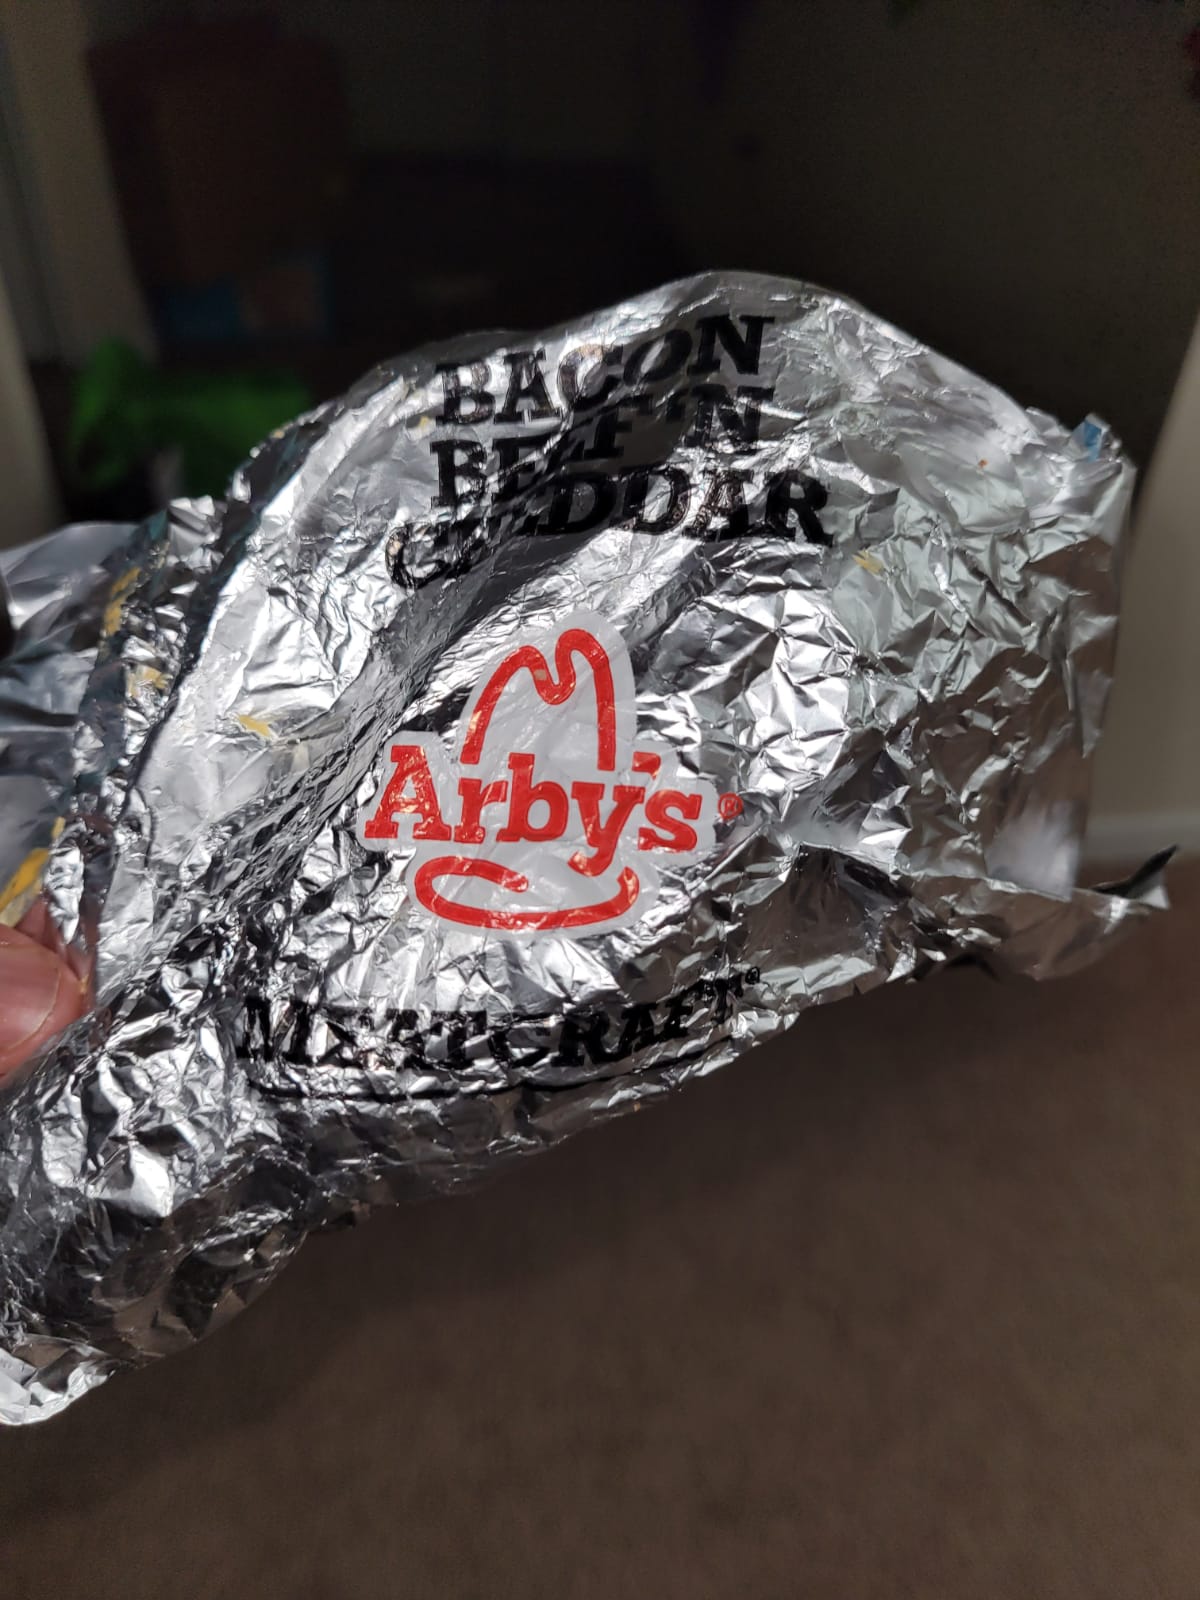 BACON
BEEF 'N
CHEDDAR
Arby's®
MEATCRAFT®